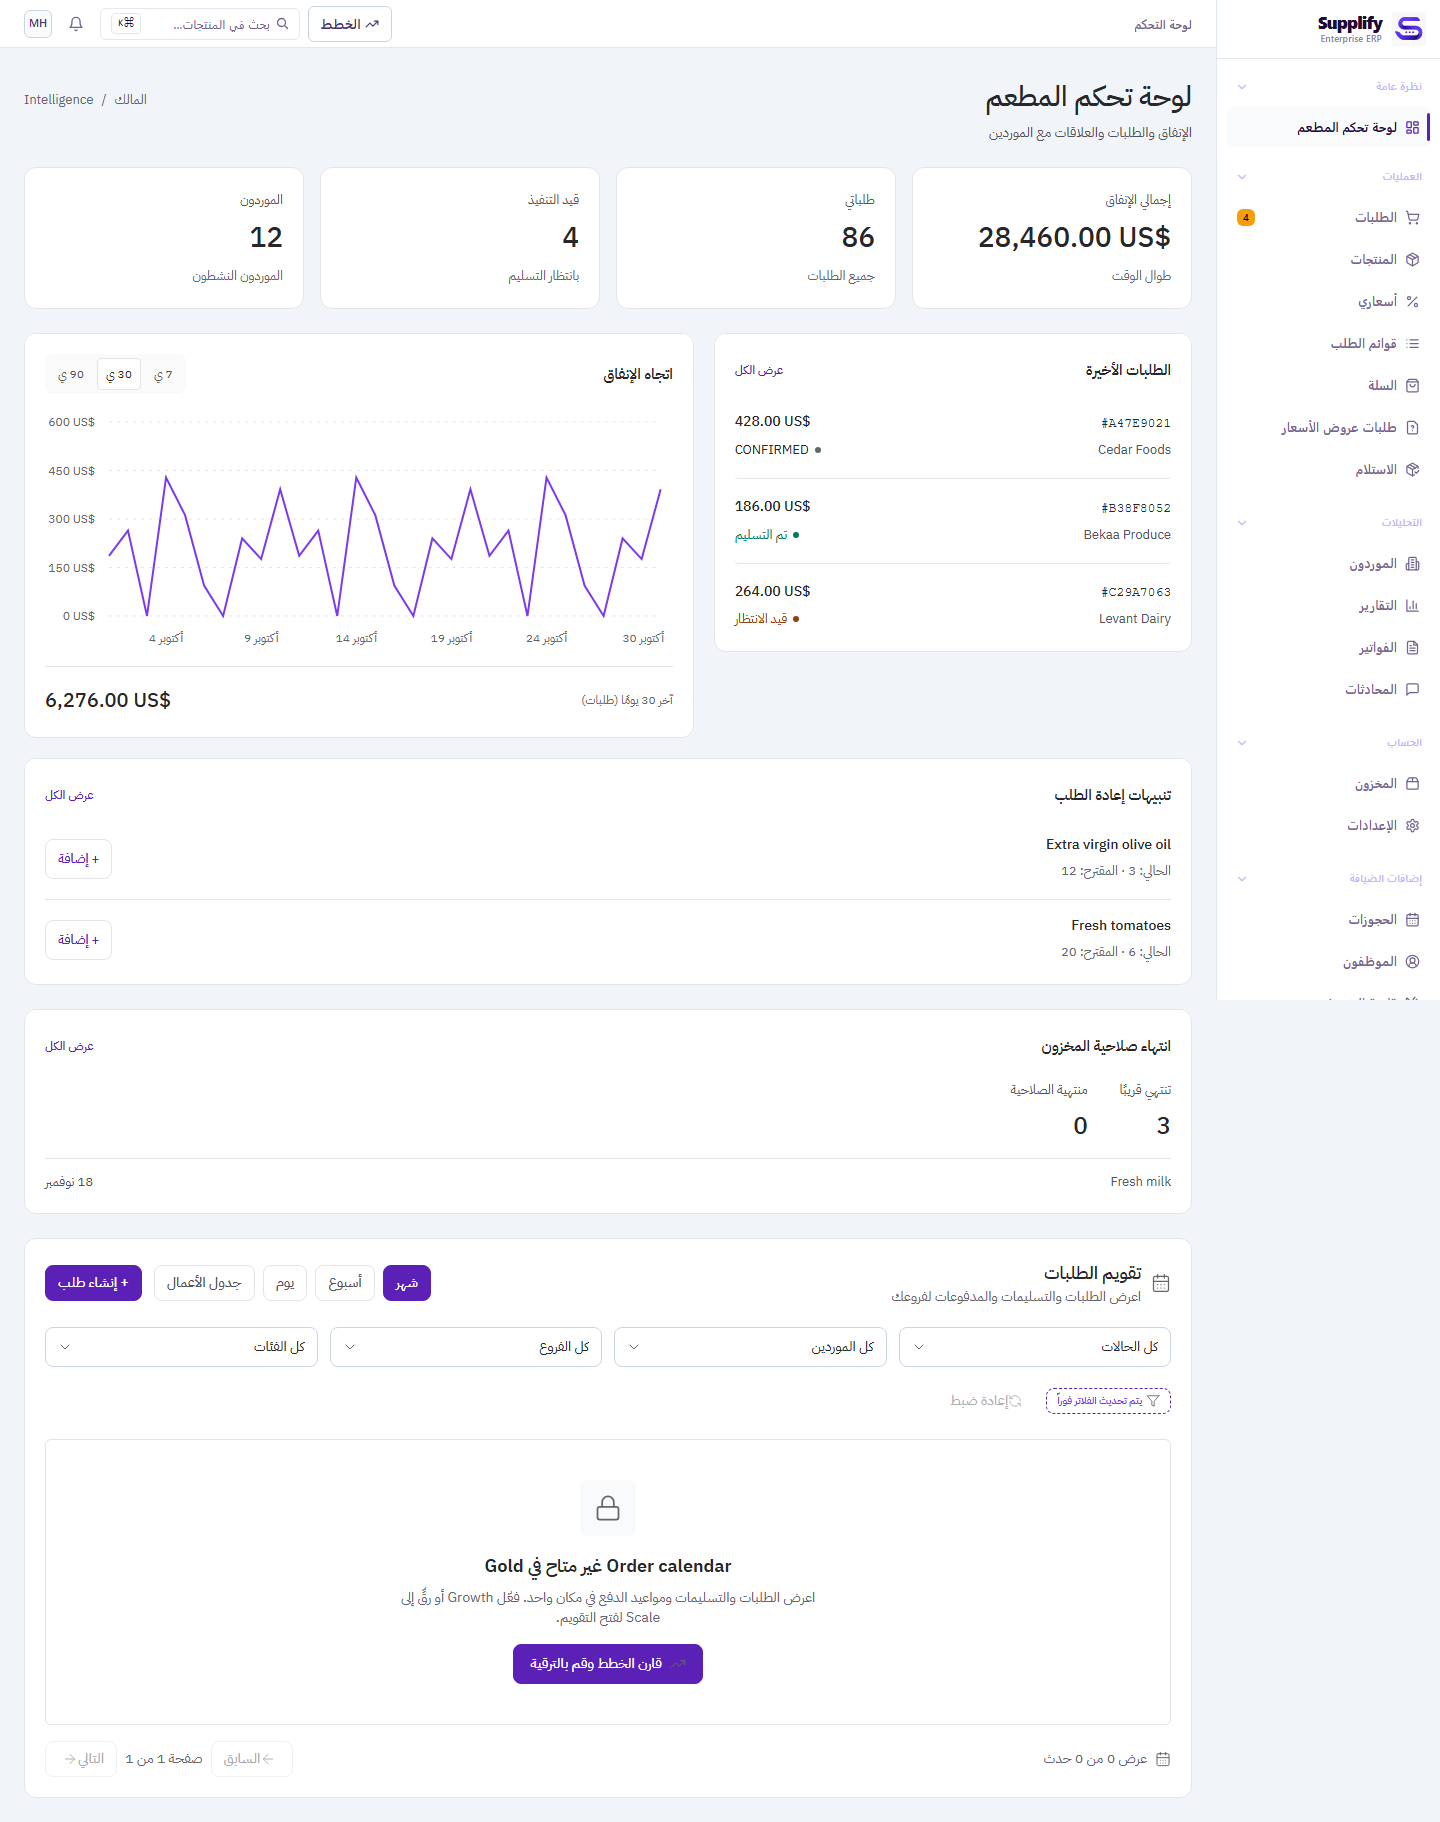 Supplify
Enterprise ERP
نظرة عامة
لوحة تحكم المطعم
العمليات
الطلبات
4
المنتجات
أسعاري
قوائم الطلب
السلة
طلبات عروض الأسعار
الاستلام
التحليلات
الموردون
التقارير
الفواتير
المحادثات
الحساب
المخزون
الإعدادات
إضافات الضيافة
الحجوزات
الموظفون
لوحة التحكم
الخطط
بحث في المنتجات...
⌘K
MH
لوحة تحكم المطعم
الإنفاق والطلبات والعلاقات مع الموردين
المالك / Intelligence
إجمالي الإنفاق
28,460.00 US$
طوال الوقت
طلباتي
86
جميع الطلبات
قيد التنفيذ
4
بانتظار التسليم
الموردون
12
الموردون النشطون
الطلبات الأخيرة
عرض الكل
#A47E9021
428.00 US$
Cedar Foods
CONFIRMED
#B38F8052
186.00 US$
Bekaa Produce
تم التسليم
#C29A7063
264.00 US$
Levant Dairy
قيد الانتظار
اتجاه الإنفاق
7 ي
30 ي
90 ي
600 US$
450 US$
300 US$
150 US$
0 US$
4 أكتوبر
9 أكتوبر
14 أكتوبر
19 أكتوبر
24 أكتوبر
30 أكتوبر
آخر 30 يومًا (طلبات)
6,276.00 US$
تنبيهات إعادة الطلب
عرض الكل
Extra virgin olive oil
الحالي: 3 · المقترح: 12
+ إضافة
Fresh tomatoes
الحالي: 6 · المقترح: 20
+ إضافة
انتهاء صلاحية المخزون
عرض الكل
تنتهي قريبًا
3
منتهية الصلاحية
0
Fresh milk
18 نوفمبر
تقويم الطلبات
اعرض الطلبات والتسليمات والمدفوعات لفروعك
شهر
أسبوع
يوم
جدول الأعمال
+ إنشاء طلب
كل الحالات
كل الموردين
كل الفروع
كل الفئات
يتم تحديث الفلاتر فوراً
إعادة ضبط
Order calendar غير متاح في Gold
اعرض الطلبات والتسليمات ومواعيد الدفع في مكان واحد. فعّل Growth أو رقِّ إلى
Scale لفتح التقويم.
قارن الخطط وقم بالترقية
عرض 0 من 0 حدث
السابق
صفحة 1 من 1
التالي